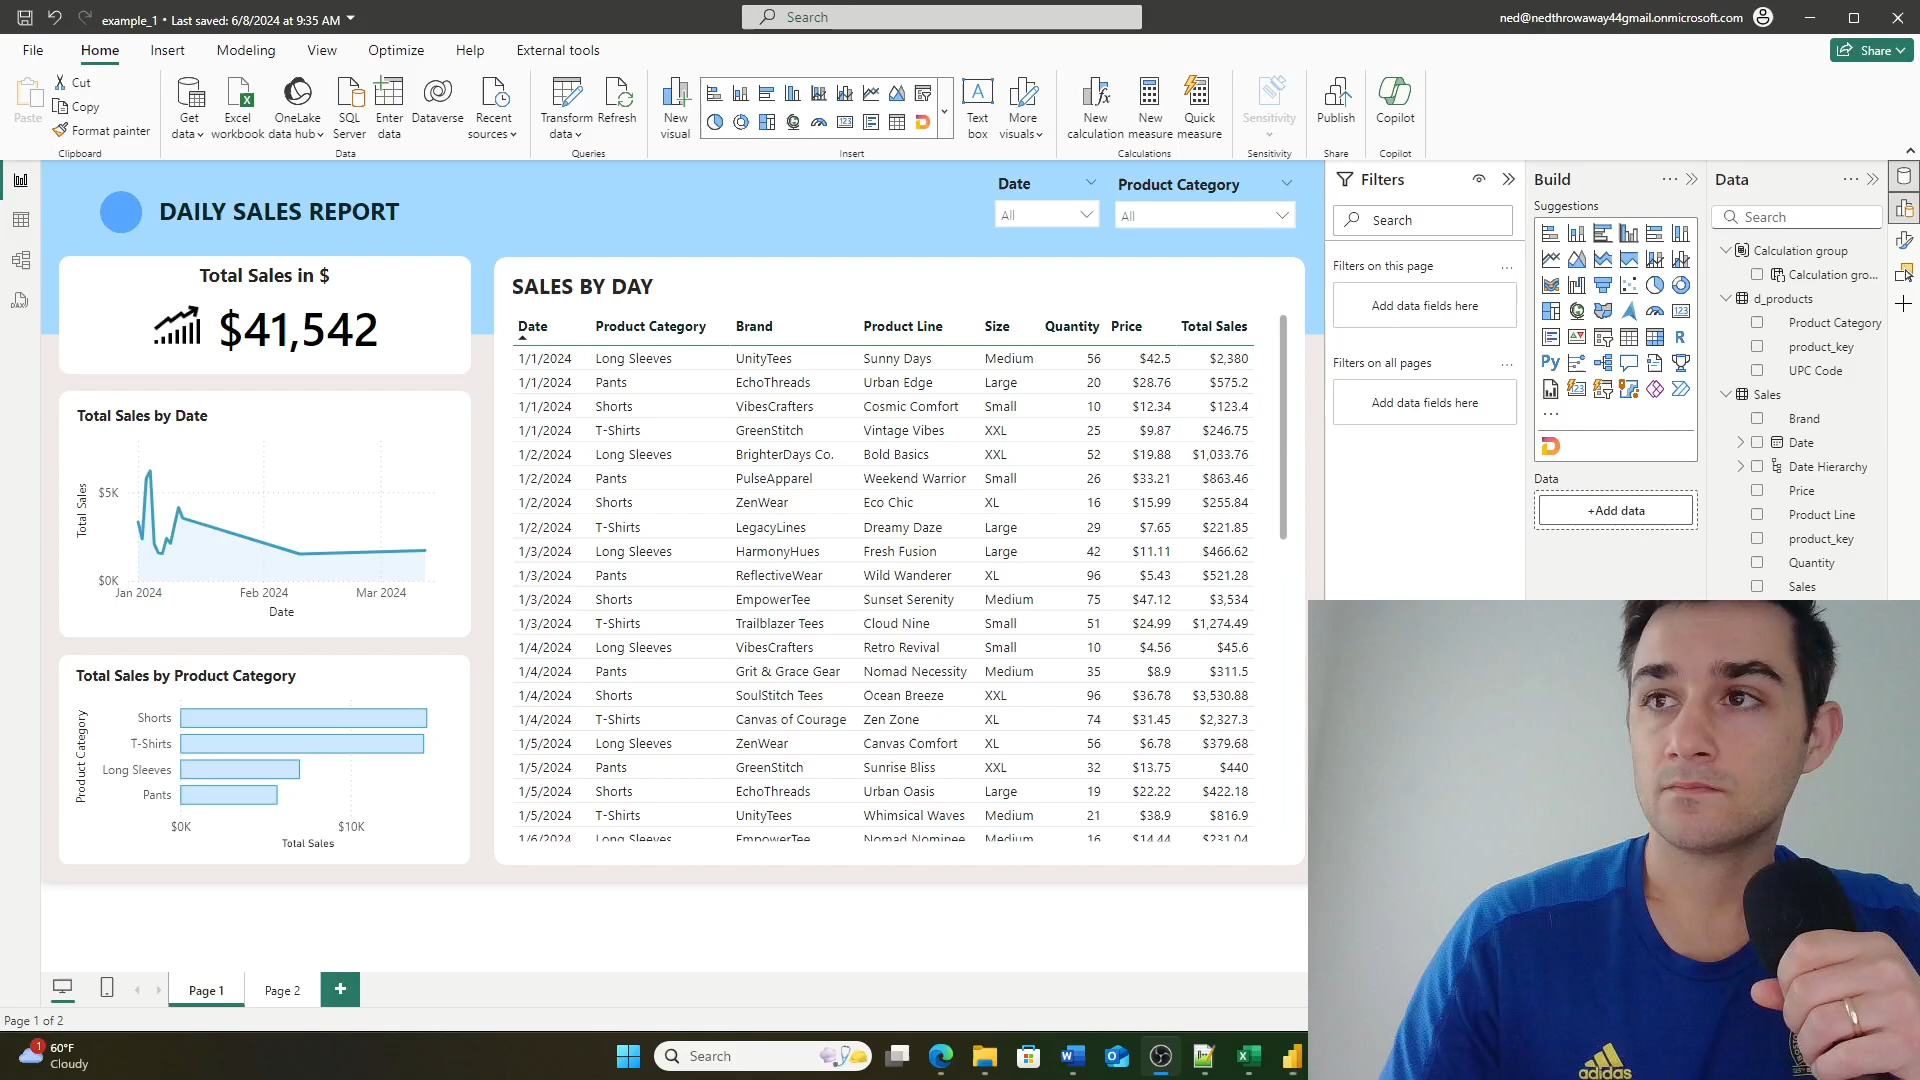 example_1 • Last saved: 6/8/2024 at 9:35 AM
Search
ned@nedthrowaway44gmail.onmicrosoft.com
File Home Insert Modeling View Optimize Help External tools
Share
Paste
Cut
Copy
Format painter
Clipboard
Get data
Excel workbook
OneLake data hub
SQL Server
Enter data
Dataverse
Recent sources
Data
Transform data
Refresh
Queries
New visual
Text box
More visuals
Insert
New calculation
New measure
Quick measure
Calculations
Sensitivity
Sensitivity
Publish
Share
Copilot
Copilot
DAILY SALES REPORT
Date
All
Product Category
All
Total Sales in $
$41,542
Total Sales by Date
Total Sales
$5K
$0K
Jan 2024 Feb 2024 Mar 2024
Date
Total Sales by Product Category
Product Category
Shorts
T-Shirts
Long Sleeves
Pants
$0K $10K
Total Sales
SALES BY DAY
Date Product Category Brand Product Line Size Quantity Price Total Sales
1/1/2024 Long Sleeves UnityTees Sunny Days Medium 56 $42.5 $2,380
1/1/2024 Pants EchoThreads Urban Edge Large 20 $28.76 $575.2
1/1/2024 Shorts VibesCrafters Cosmic Comfort Small 10 $12.34 $123.4
1/1/2024 T-Shirts GreenStitch Vintage Vibes XXL 25 $9.87 $246.75
1/2/2024 Long Sleeves BrighterDays Co. Bold Basics XXL 52 $19.88 $1,033.76
1/2/2024 Pants PulseApparel Weekend Warrior Small 26 $33.21 $863.46
1/2/2024 Shorts ZenWear Eco Chic XL 16 $15.99 $255.84
1/2/2024 T-Shirts LegacyLines Dreamy Daze Large 29 $7.65 $221.85
1/3/2024 Long Sleeves HarmonyHues Fresh Fusion Large 42 $11.11 $466.62
1/3/2024 Pants ReflectiveWear Wild Wanderer XL 96 $5.43 $521.28
1/3/2024 Shorts EmpowerTee Sunset Serenity Medium 75 $47.12 $3,534
1/3/2024 T-Shirts Trailblazer Tees Cloud Nine Small 51 $24.99 $1,274.49
1/4/2024 Long Sleeves VibesCrafters Retro Revival Small 10 $4.56 $45.6
1/4/2024 Pants Grit & Grace Gear Nomad Necessity Medium 35 $8.9 $311.5
1/4/2024 Shorts SoulStitch Tees Ocean Breeze XXL 96 $36.78 $3,530.88
1/4/2024 T-Shirts Canvas of Courage Zen Zone XL 74 $31.45 $2,327.3
1/5/2024 Long Sleeves ZenWear Canvas Comfort XL 56 $6.78 $379.68
1/5/2024 Pants GreenStitch Sunrise Bliss XXL 32 $13.75 $440
1/5/2024 Shorts EchoThreads Urban Oasis Large 19 $22.22 $422.18
1/5/2024 T-Shirts UnityTees Whimsical Waves Medium 21 $38.9 $816.9
1/6/2024 Long Sleeves EmpowerTee Nomad Nominee Medium 16 $14.44 $231.04
Filters
Search
Filters on this page
Add data fields here
Filters on all pages
Add data fields here
Build
Suggestions
R
Py
Data
+Add data
Data
Search
Calculation group
Calculation gro...
d_products
Product Category
product_key
UPC Code
Sales
Brand
Date
Date Hierarchy
Price
Product Line
product_key
Quantity
Sales
Page 1
Page 2
Page 1 of 2
1
60°F
Cloudy
Search
adidas